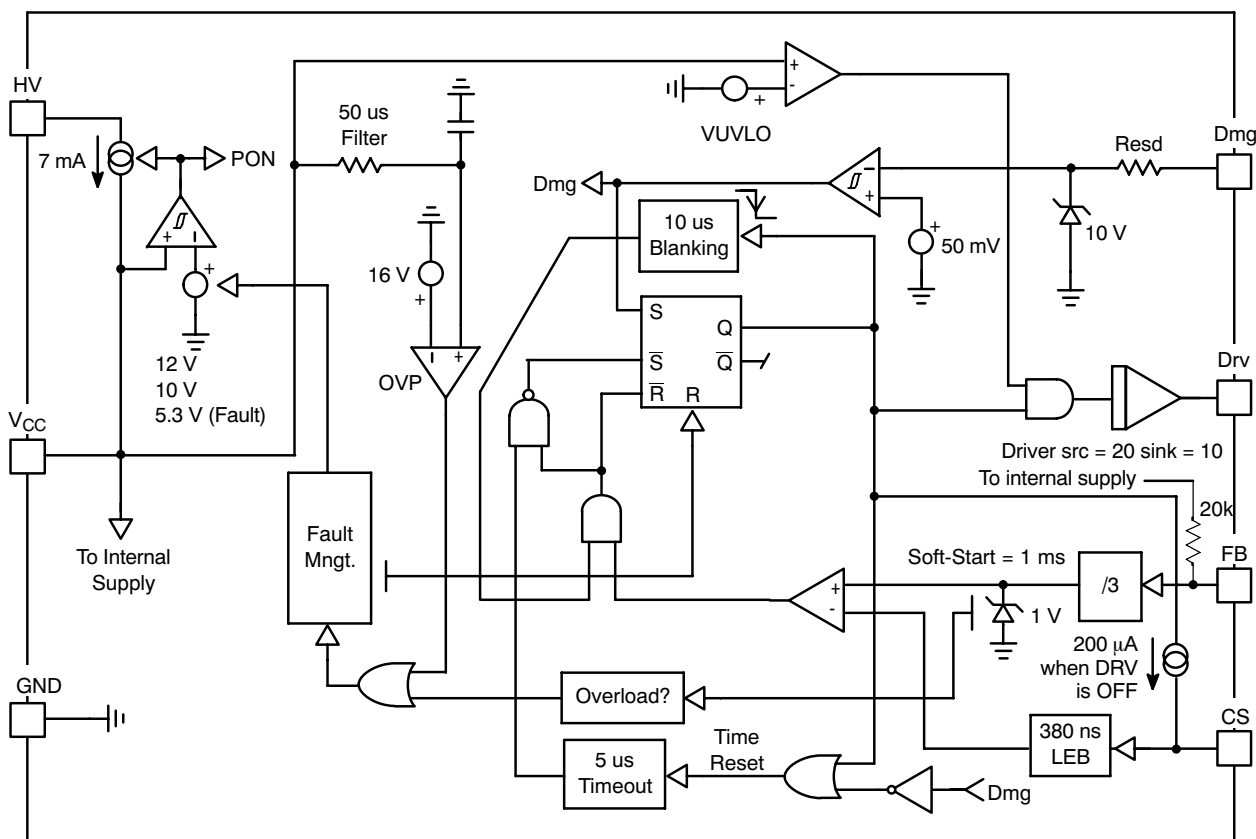 HV
7 mA
PON
50 us
Filter
+
-
+
VUVLO
Dmg
Resd
Dmg
−
+
+
50 mV
10 V
10 us
Blanking
+
−
+
12 V
10 V
5.3 V (Fault)
16 V
+
−
+
OVP
S
Q
S̅
Q̅
R̅
R
Drv
Driver src = 20 sink = 10
VCC
To Internal
Supply
Fault
Mngt.
To internal supply
20k
FB
Soft-Start = 1 ms
/3
+
-
1 V
200 μA
when DRV
is OFF
GND
Overload?
CS
380 ns
LEB
5 us
Timeout
Time
Reset
Dmg